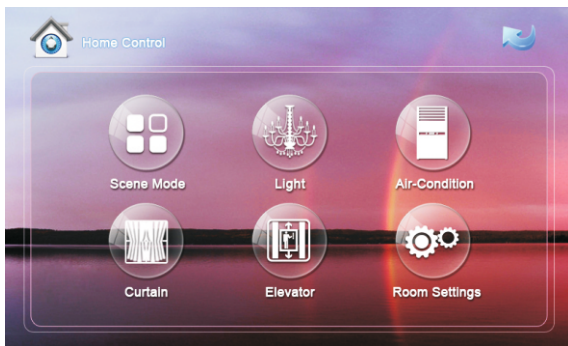 Home Control
Scene Mode
Light
Air-Condition
Curtain
Elevator
Room Settings